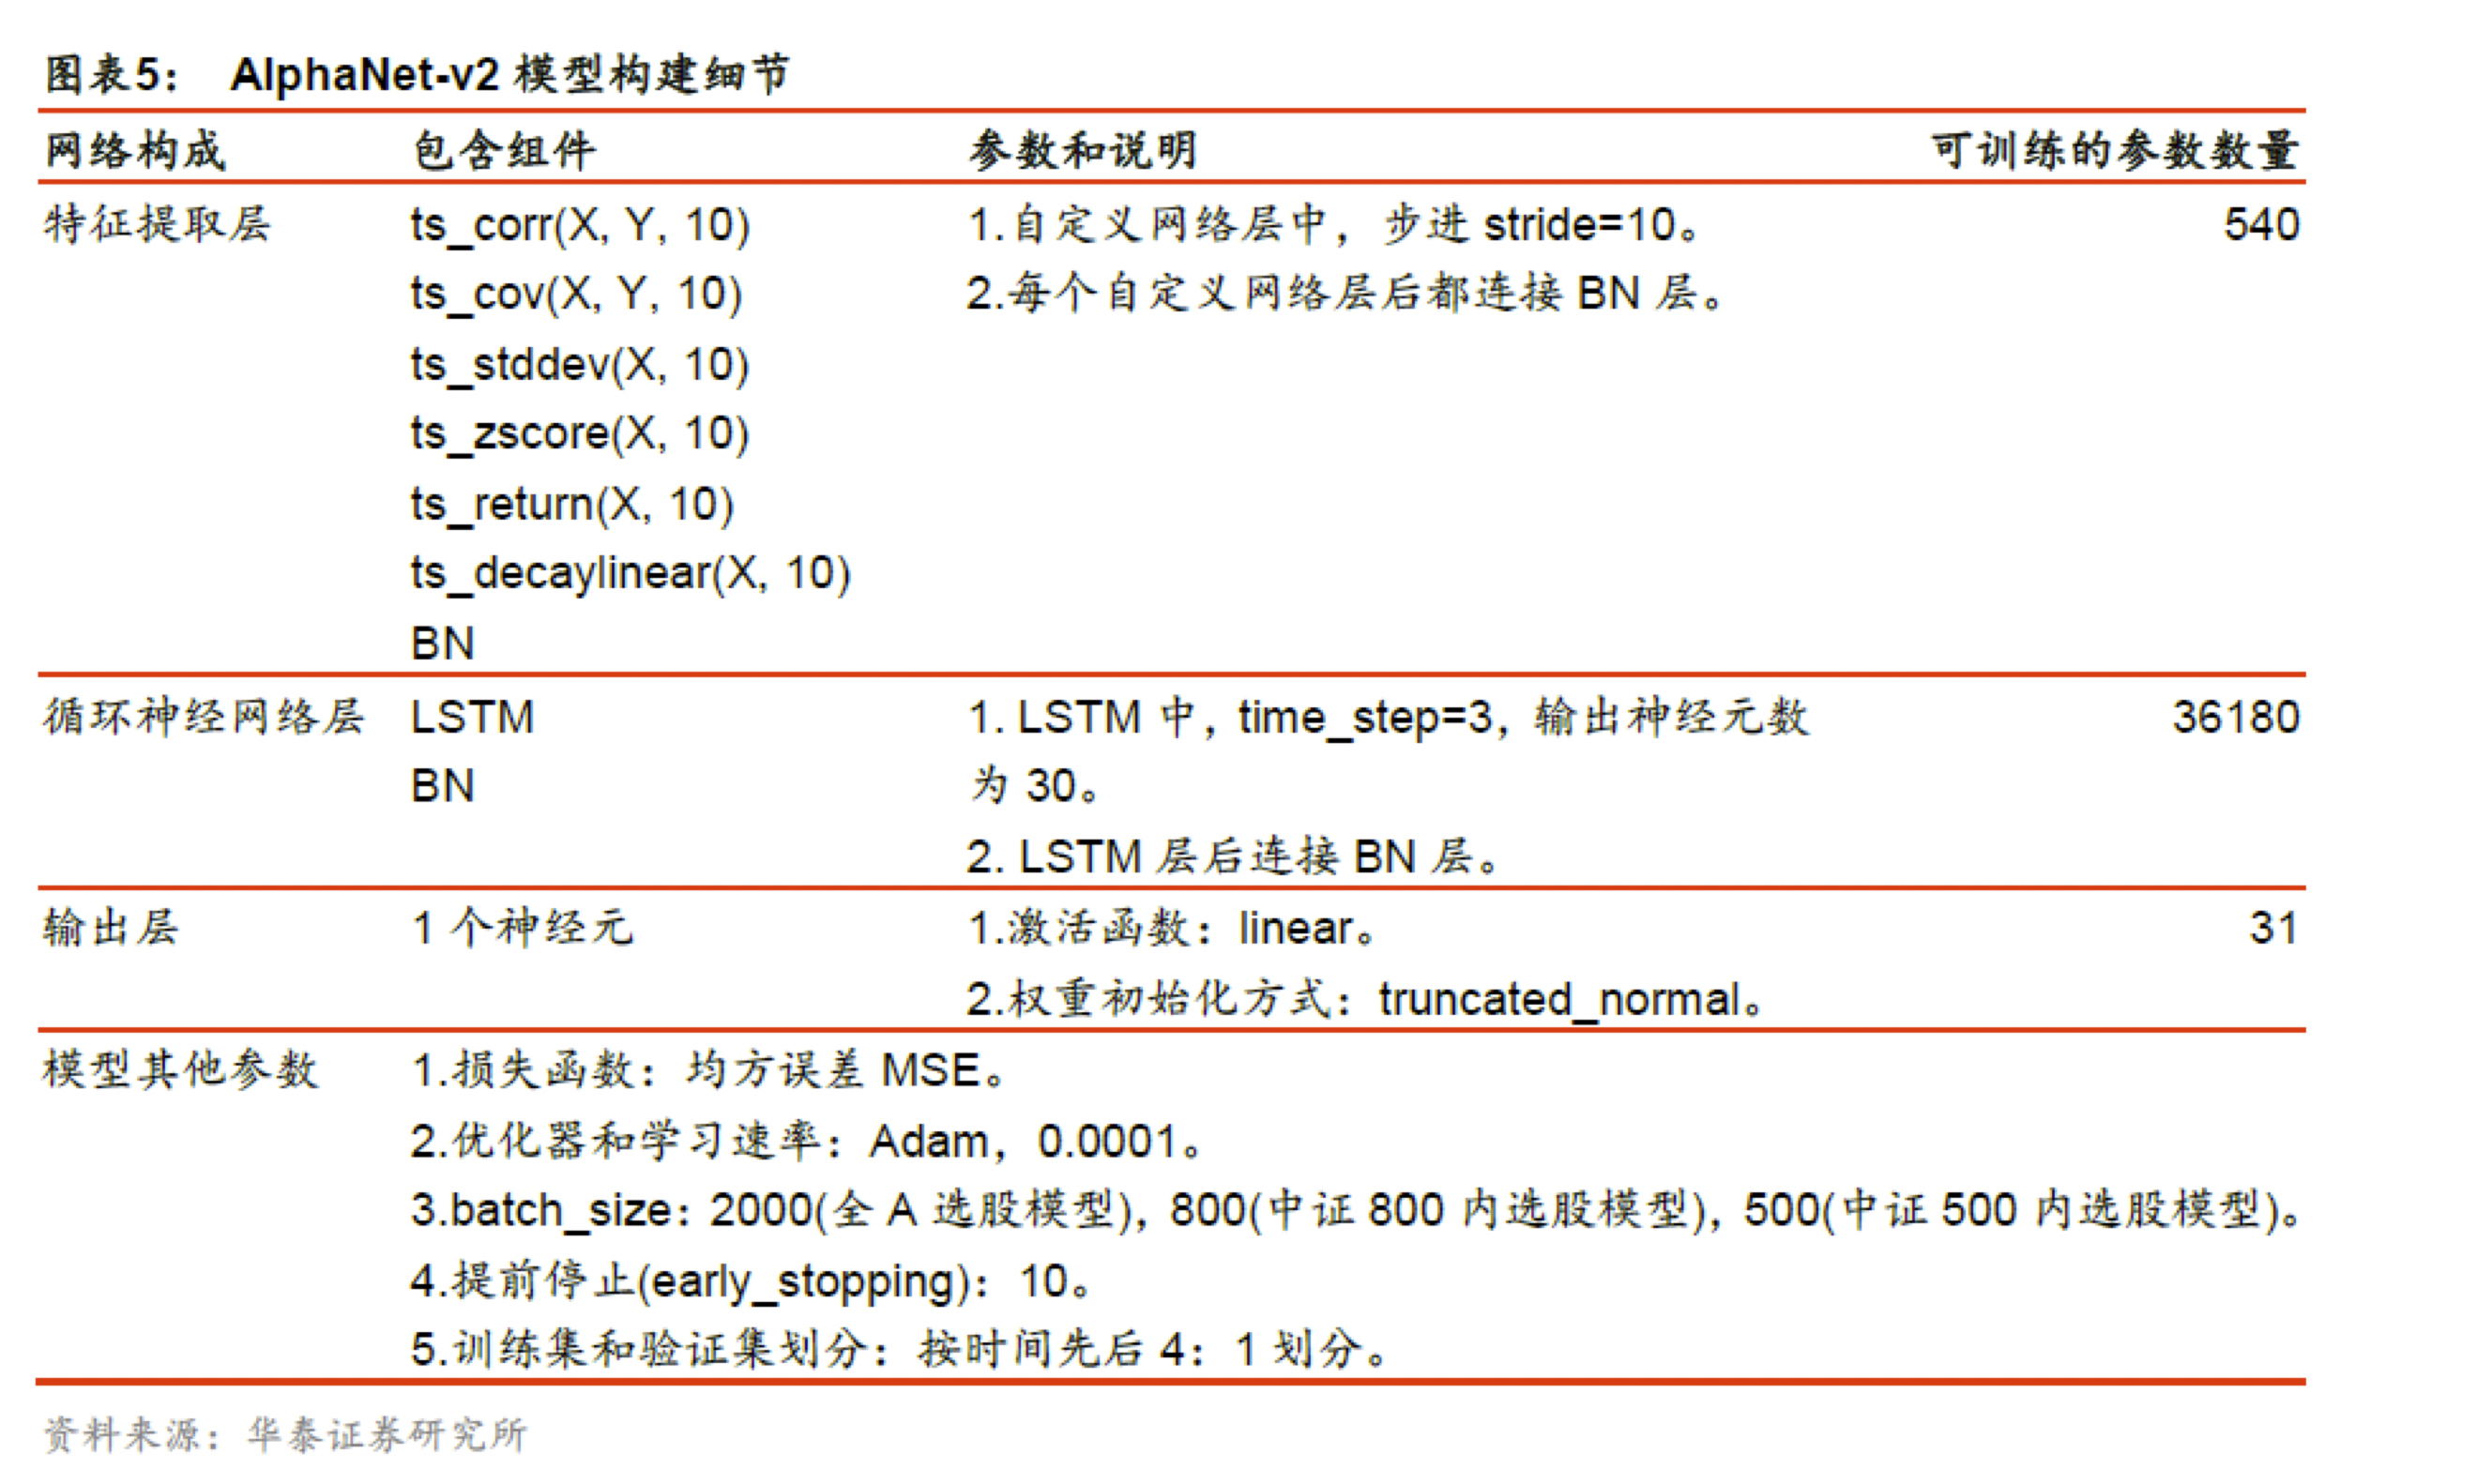 图表5： AlphaNet-v2 模型构建细节
网络构成 包含组件 参数和说明 可训练的参数数量
特征提取层 ts_corr(X, Y, 10) 1.自定义网络层中，步进 stride=10。 540
ts_cov(X, Y, 10) 2.每个自定义网络层后都连接 BN 层。
ts_stddev(X, 10)
ts_zscore(X, 10)
ts_return(X, 10)
ts_decaylinear(X, 10)
BN
循环神经网络层 LSTM 1. LSTM 中，time_step=3，输出神经元数 36180
BN 为 30。
2. LSTM 层后连接 BN 层。
输出层 1 个神经元 1.激活函数：linear。 31
2.权重初始化方式：truncated_normal。
模型其他参数 1.损失函数：均方误差 MSE。
2.优化器和学习速率：Adam，0.0001。
3.batch_size：2000(全 A 选股模型)，800(中证 800 内选股模型)，500(中证 500 内选股模型)。
4.提前停止(early_stopping)：10。
5.训练集和验证集划分：按时间先后 4：1 划分。
资料来源：华泰证券研究所